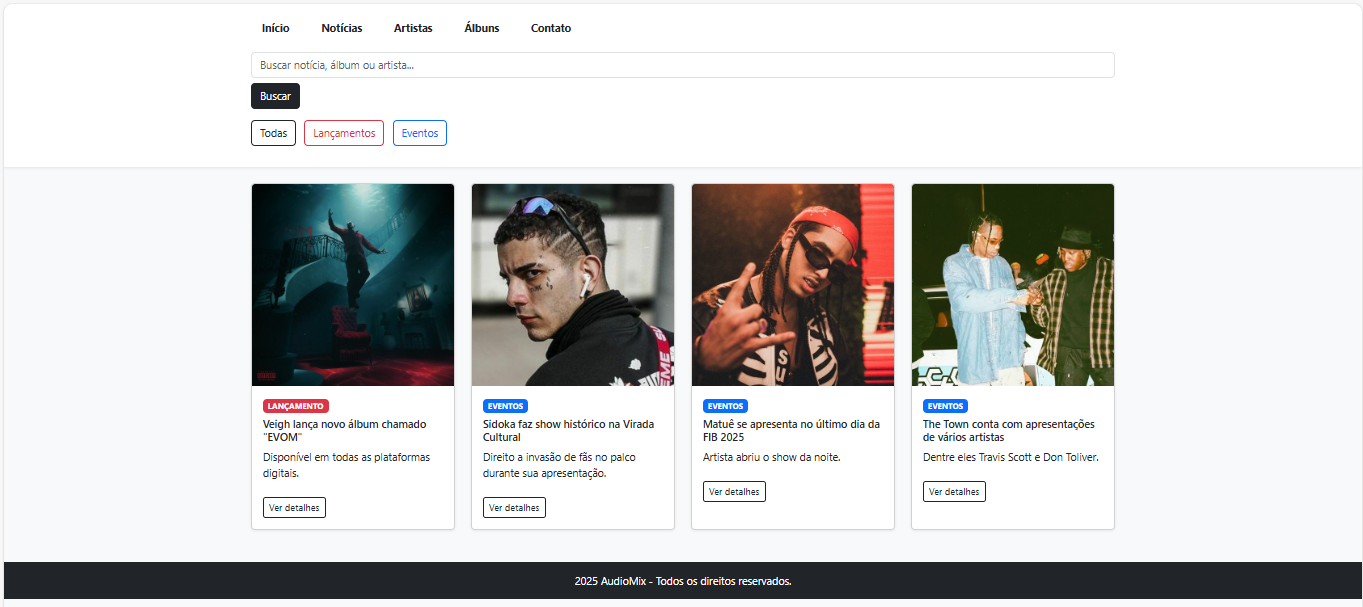 Início Notícias Artistas Álbuns Contato
Buscar notícia, álbum ou artista...
Buscar
Todas Lançamentos Eventos
LANÇAMENTO
Veigh lança novo álbum chamado
"EVOM"
Disponível em todas as plataformas
digitais.
Ver detalhes
EVENTOS
Sidoka faz show histórico na Virada
Cultural
Direito a invasão de fãs no palco
durante sua apresentação.
Ver detalhes
EVENTOS
Matuê se apresenta no último dia da
FIB 2025
Artista abriu o show da noite.
Ver detalhes
EVENTOS
The Town conta com apresentações
de vários artistas
Dentre eles Travis Scott e Don Toliver.
Ver detalhes
2025 AudioMix - Todos os direitos reservados.